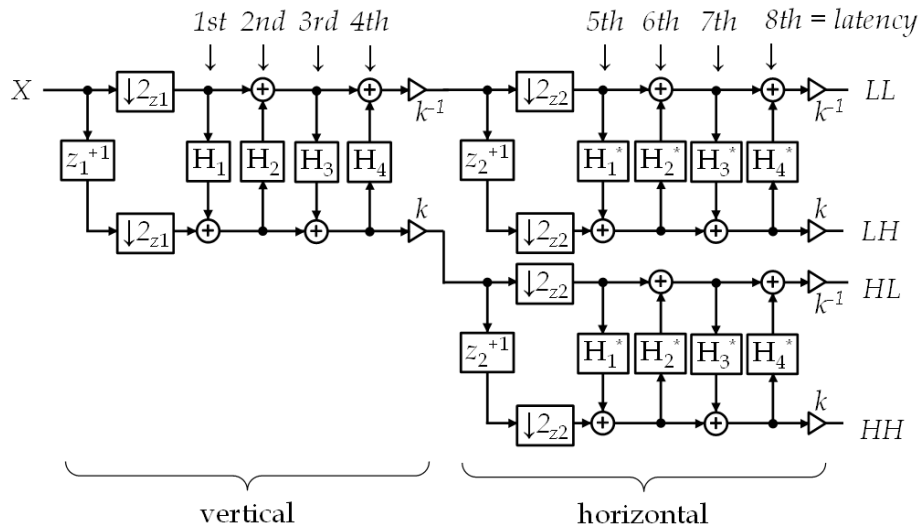 1st 2nd 3rd 4th 5th 6th 7th 8th = latency
X ↓2z1 k⁻¹ ↓2z2 k⁻¹ LL
z₁⁺¹ H₁ H₂ H₃ H₄ z₂⁺¹ H₁* H₂* H₃* H₄*
↓2z1 k ↓2z2 k LH
↓2z2 k⁻¹ HL
z₂⁺¹ H₁* H₂* H₃* H₄*
↓2z2 k HH
vertical horizontal